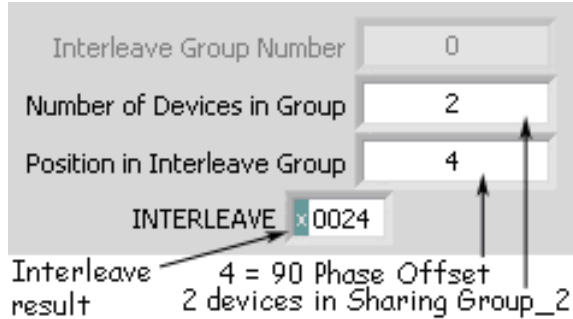 Interleave Group Number 0
Number of Devices in Group 2
Position in Interleave Group 4
INTERLEAVE x0024
Interleave result
4 = 90 Phase Offset
2 devices in Sharing Group_2